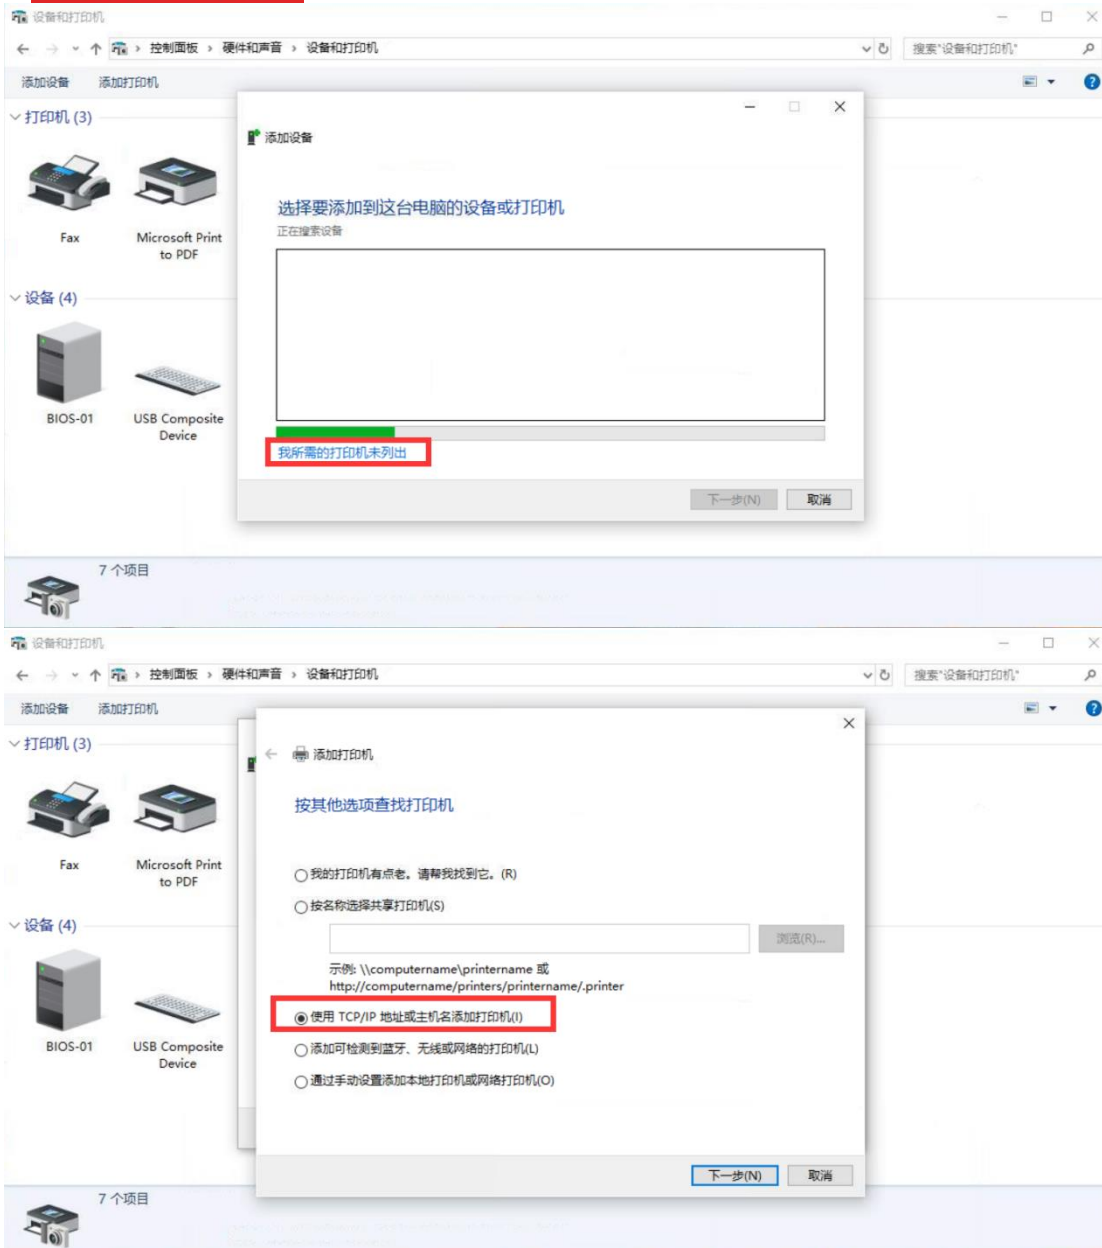 设备和打印机
控制面板 › 硬件和声音 › 设备和打印机
搜索"设备和打印机"
添加设备 添加打印机
打印机 (3)
添加设备
选择要添加到这台电脑的设备或打印机
正在搜索设备
Fax
Microsoft Print
to PDF
设备 (4)
BIOS-01
USB Composite
Device
我所需的打印机未列出
下一步(N) 取消
7 个项目
设备和打印机
控制面板 › 硬件和声音 › 设备和打印机
搜索"设备和打印机"
添加设备 添加打印机
打印机 (3)
添加打印机
按其他选项查找打印机
Fax
Microsoft Print
to PDF
我的打印机有点老。请帮我找到它。(R)
按名称选择共享打印机(S)
浏览(R)...
设备 (4)
示例: \\computername\printername 或
http://computername/printers/printername/.printer
使用 TCP/IP 地址或主机名添加打印机(I)
BIOS-01
USB Composite
Device
添加可检测到蓝牙、无线或网络的打印机(L)
通过手动设置添加本地打印机或网络打印机(O)
下一步(N) 取消
7 个项目